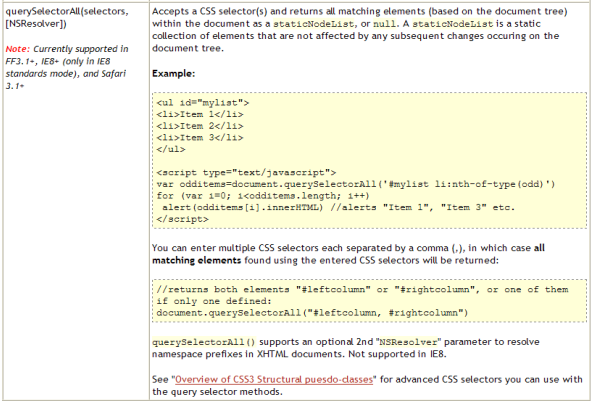 querySelectorAll(selectors,
[NSResolver])
Note: Currently supported in
FF3.1+, IE8+ (only in IE8
standards mode), and Safari
3.1+
Accepts a CSS selector(s) and returns all matching elements (based on the document tree)
within the document as a staticNodeList, or null. A staticNodeList is a static
collection of elements that are not affected by any subsequent changes occuring on the
document tree.
Example:
<ul id="mylist">
<li>Item 1</li>
<li>Item 2</li>
<li>Item 3</li>
</ul>
<script type="text/javascript">
var odditems=document.querySelectorAll('#mylist li:nth-of-type(odd)')
for (var i=0; i<odditems.length; i++)
alert(odditems[i].innerHTML) //alerts "Item 1", "Item 3" etc.
</script>
You can enter multiple CSS selectors each separated by a comma (,), in which case all
matching elements found using the entered CSS selectors will be returned:
//returns both elements "#leftcolumn" or "#rightcolumn", or one of them
if only one defined:
document.querySelectorAll("#leftcolumn, #rightcolumn")
querySelectorAll() supports an optional 2nd "NSResolver" parameter to resolve
namespace prefixes in XHTML documents. Not supported in IE8.
See "Overview of CSS3 Structural puesdo-classes" for advanced CSS selectors you can use with
the query selector methods.